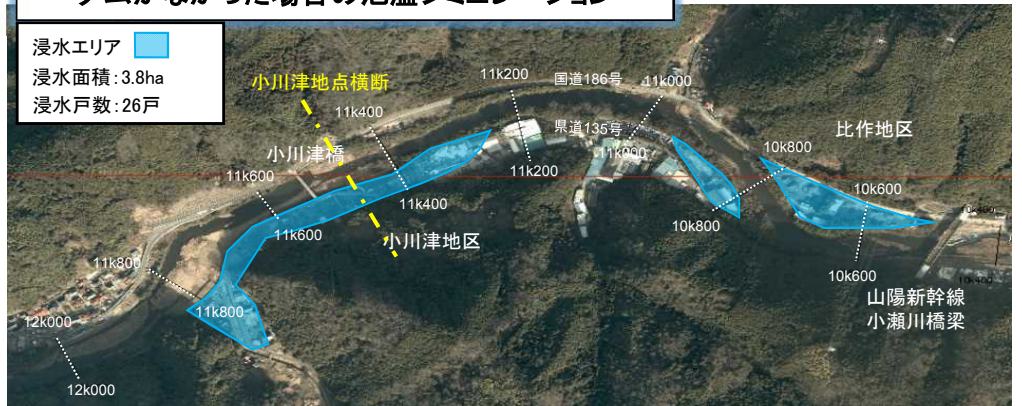 ダムがなかった場合の氾濫シミュレーション
浸水エリア
浸水面積：3.8ha
浸水戸数：26戸
小川津地点横断
11k200
国道186号
11k000
11k400
県道135号
比作地区
小川津橋
11k000
10k800
11k600
11k200
10k600
11k400
10k400
11k600
10k800
小川津地区
11k800
10k600
10k400
11k800
山陽新幹線
小瀬川橋梁
12k000
12k000